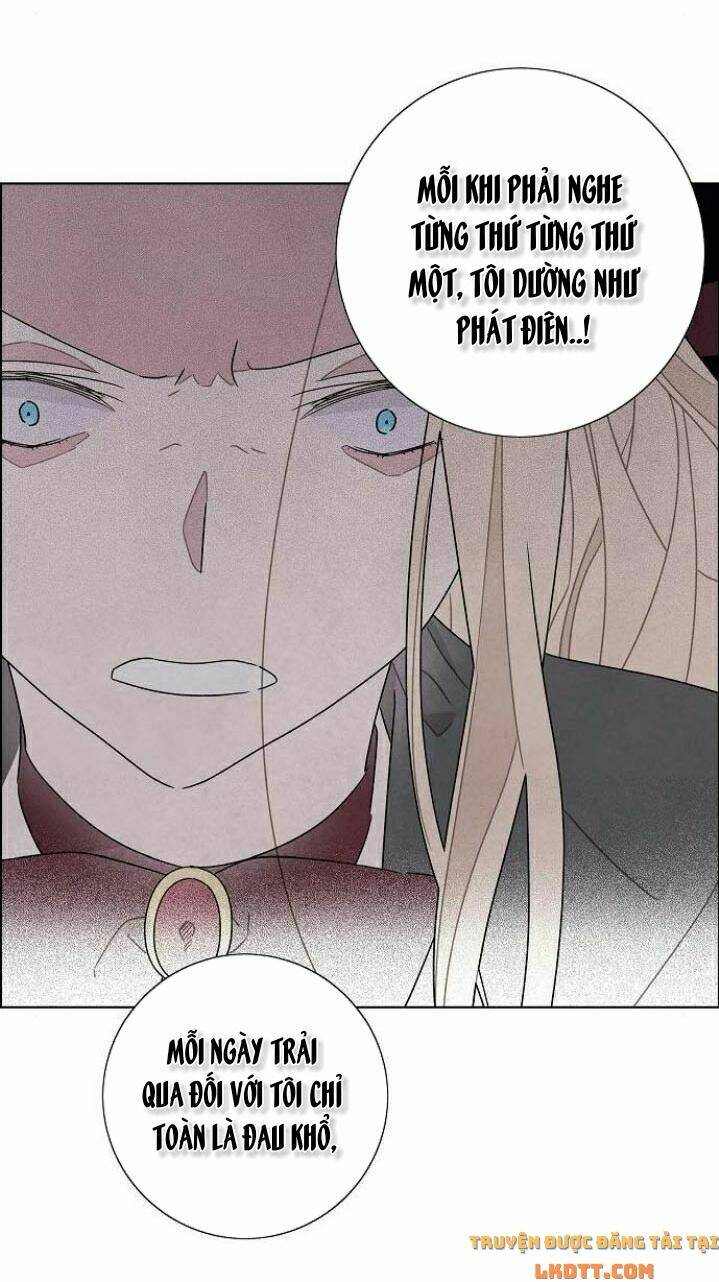 MỖI KHI PHẢI NGHE
TỪNG THỨ TỪNG THỨ
MỘT, TÔI DƯỜNG NHƯ
PHÁT ĐIÊN..!
MỖI NGÀY TRẢI
QUA ĐỐI VỚI TÔI CHỈ
TOÀN LÀ ĐAU KHỔ,
TRUYỆN ĐƯỢC ĐĂNG TẢI TẠI
LKDTT.COM